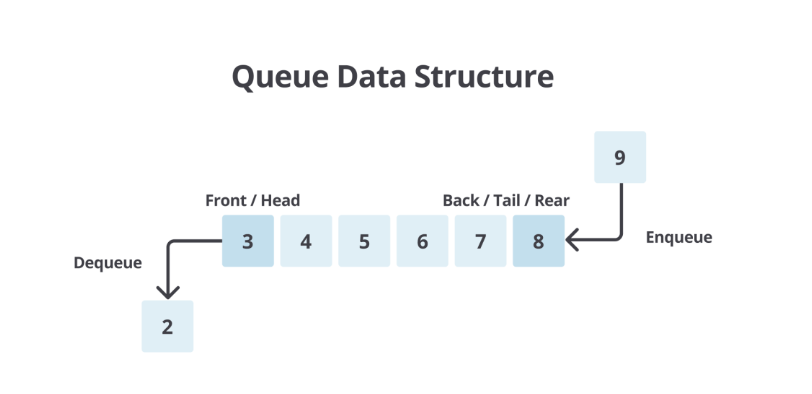 Queue Data Structure
9
Front / Head
Back / Tail / Rear
3 4 5 6 7 8
Enqueue
Dequeue
2